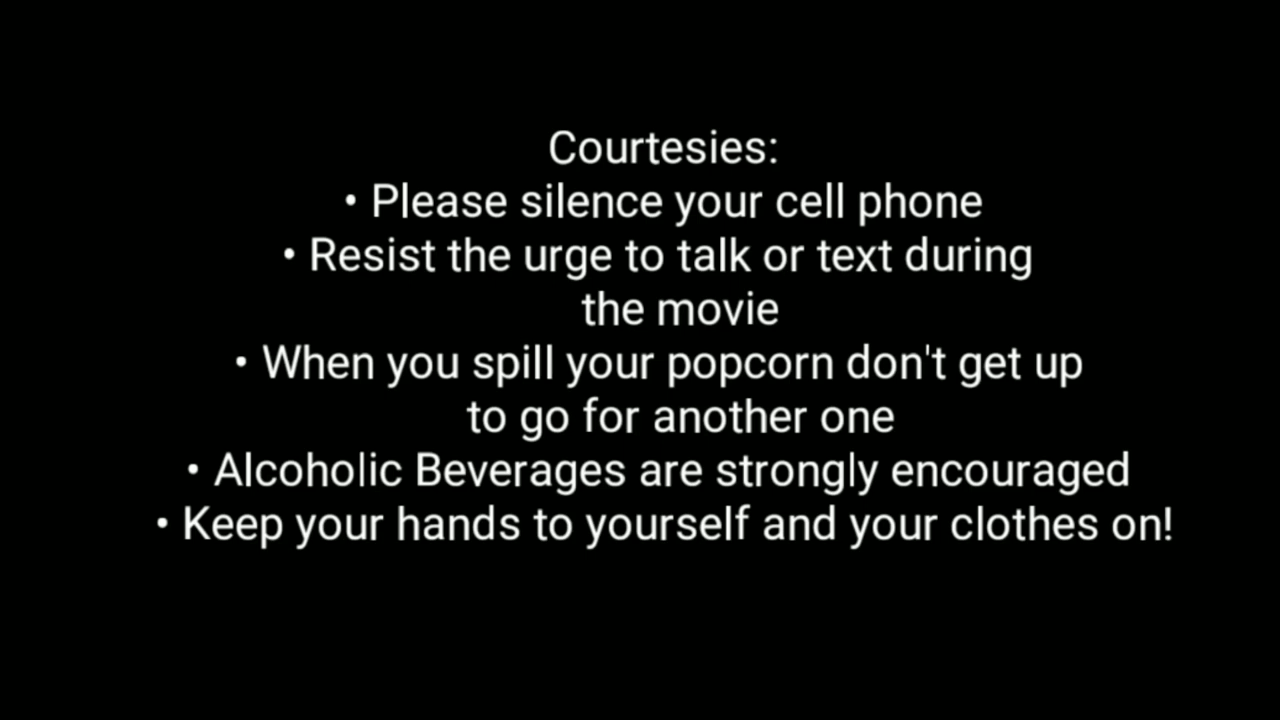 Courtesies:
• Please silence your cell phone
• Resist the urge to talk or text during
the movie
• When you spill your popcorn don't get up
to go for another one
• Alcoholic Beverages are strongly encouraged
• Keep your hands to yourself and your clothes on!